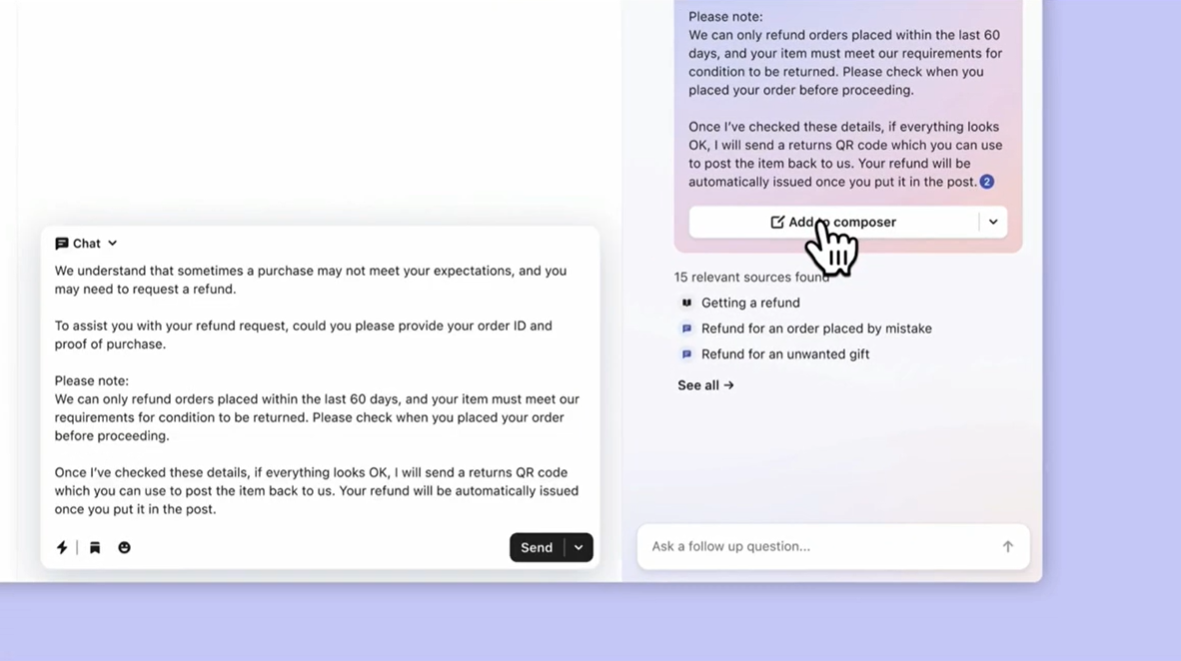 Please note:
We can only refund orders placed within the last 60
days, and your item must meet our requirements for
condition to be returned. Please check when you
placed your order before proceeding.
Once I've checked these details, if everything looks
OK, I will send a returns QR code which you can use
to post the item back to us. Your refund will be
automatically issued once you put it in the post. 2
Add to composer
15 relevant sources found
Getting a refund
Refund for an order placed by mistake
Refund for an unwanted gift
See all →
Ask a follow up question...
Chat
We understand that sometimes a purchase may not meet your expectations, and you
may need to request a refund.
To assist you with your refund request, could you please provide your order ID and
proof of purchase.
Please note:
We can only refund orders placed within the last 60 days, and your item must meet our
requirements for condition to be returned. Please check when you placed your order
before proceeding.
Once I've checked these details, if everything looks OK, I will send a returns QR code
which you can use to post the item back to us. Your refund will be automatically issued
once you put it in the post.
Send